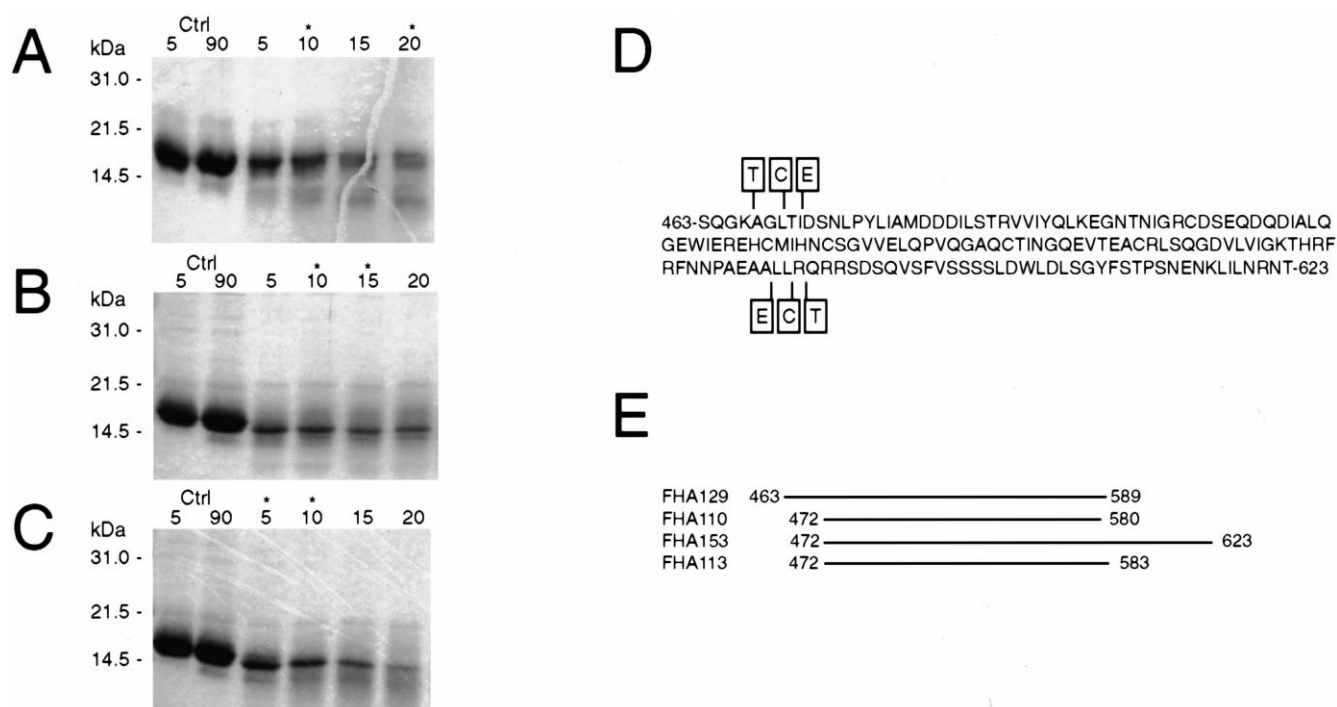 A
Ctrl * *
kDa 5 90 5 10 15 20
31.0 -
21.5 -
14.5 -
B
Ctrl * *
kDa 5 90 5 10 15 20
31.0 -
21.5 -
14.5 -
C
Ctrl * *
kDa 5 90 5 10 15 20
31.0 -
21.5 -
14.5 -
D
T C E
463-SQGKAGLTIDSNLPYLIAMDDDILSTRVVIYQLKEGNTNIGRCDSEQDQDIALQ
GEWIEREHCMIHNCSGVVELQPVQGAQCTINGQEVTEACRLSQGDVLVIGKTHRF
RFNNPAEAALLRQRRSDSQVSFVSSSSLDWLDLSGYFSTPSNENKLILNRNT-623
E C T
E
FHA129 463 589
FHA110 472 580
FHA153 472 623
FHA113 472 583